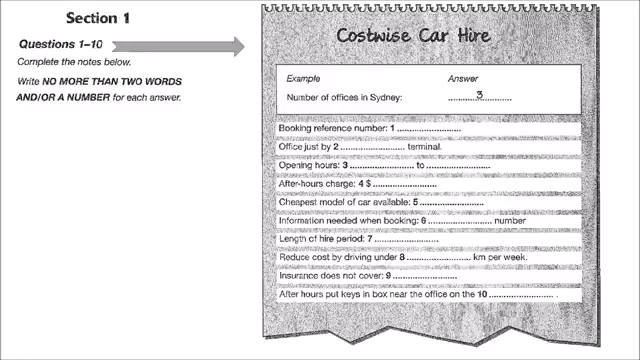 Section 1
Questions 1–10
Complete the notes below.
Write NO MORE THAN TWO WORDS
AND/OR A NUMBER for each answer.
Costwise Car Hire
Example Answer
Number of offices in Sydney: ........3...............
Booking reference number: 1 ......................
Office just by 2 ...................... terminal.
Opening hours: 3 ...................... to ......................
After-hours charge: 4 $ ......................
Cheapest model of car available: 5 ......................
Information needed when booking: 6 ...................... number
Length of hire period: 7 ......................
Reduce cost by driving under 8 ...................... km per week.
Insurance does not cover: 9 ......................
After hours put keys in box near the office on the 10 ...................... .